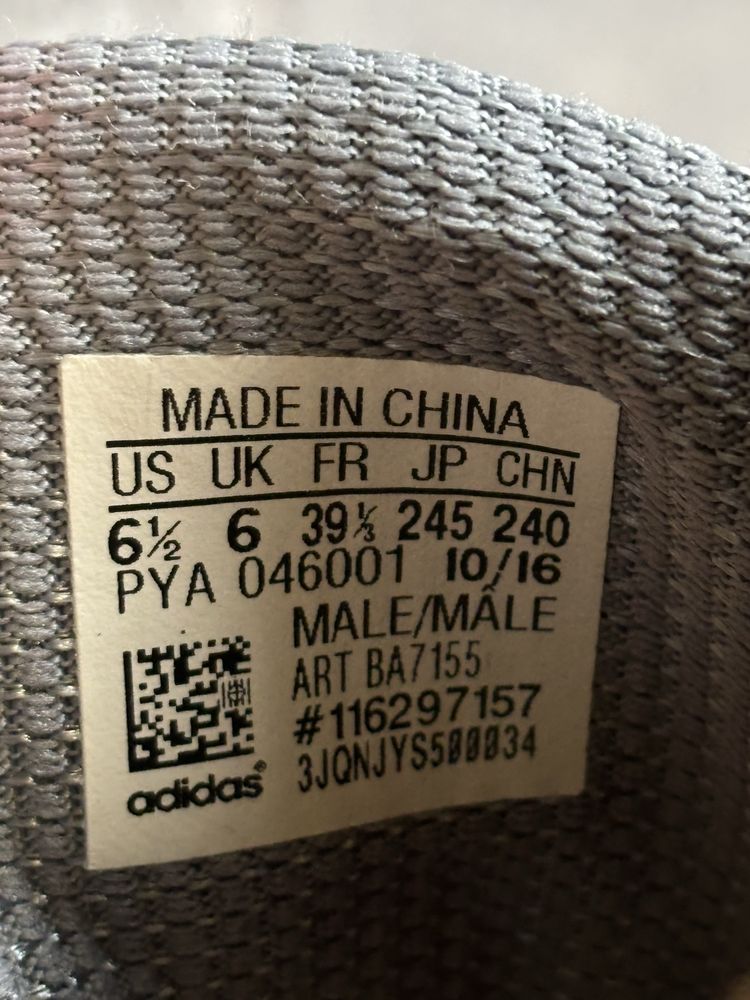 MADE IN CHINA
US UK FR JP CHN
6½ 6 39⅓ 245 240
PYA 046001 10/16
MALE/MÂLE
ART BA7155
#116297157
3JQNJYS500034
adidas®